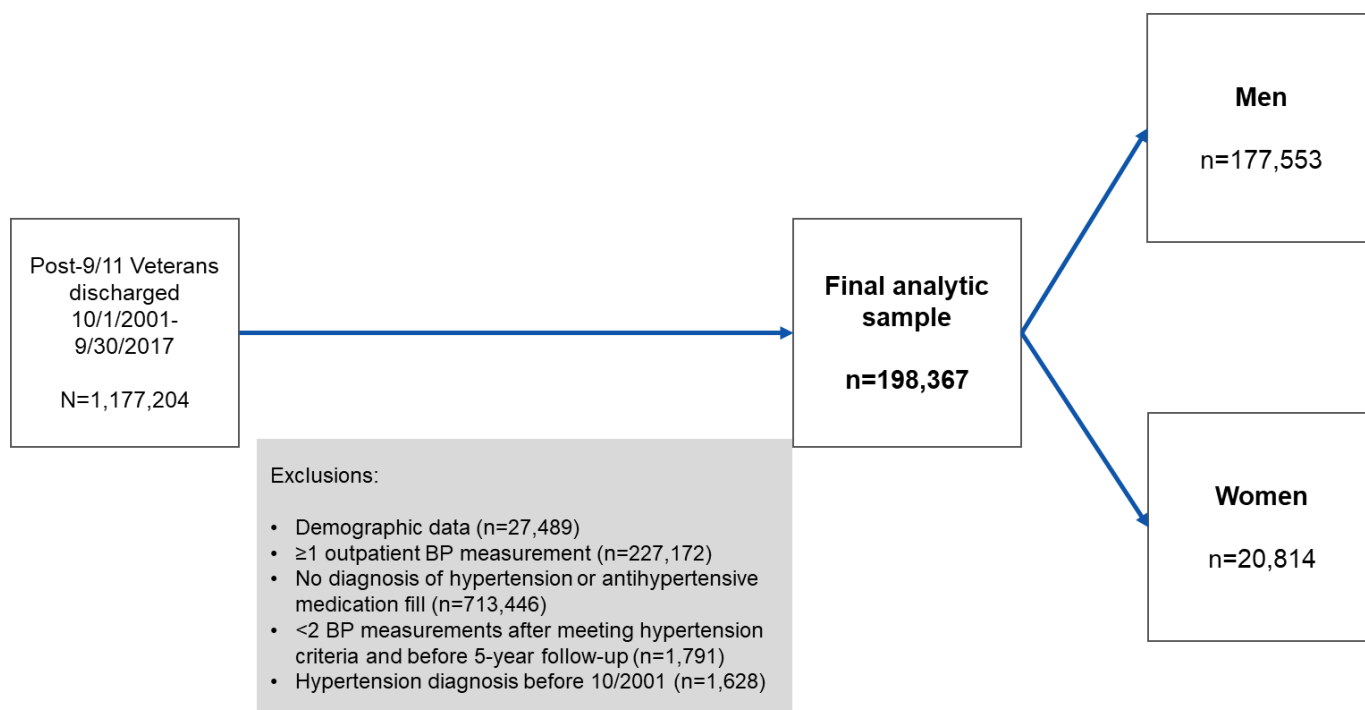 Post-9/11 Veterans
discharged
10/1/2001-
9/30/2017
N=1,177,204
Exclusions:
• Demographic data (n=27,489)
• ≥1 outpatient BP measurement (n=227,172)
• No diagnosis of hypertension or antihypertensive
medication fill (n=713,446)
• <2 BP measurements after meeting hypertension
criteria and before 5-year follow-up (n=1,791)
• Hypertension diagnosis before 10/2001 (n=1,628)
Final analytic
sample
n=198,367
Men
n=177,553
Women
n=20,814